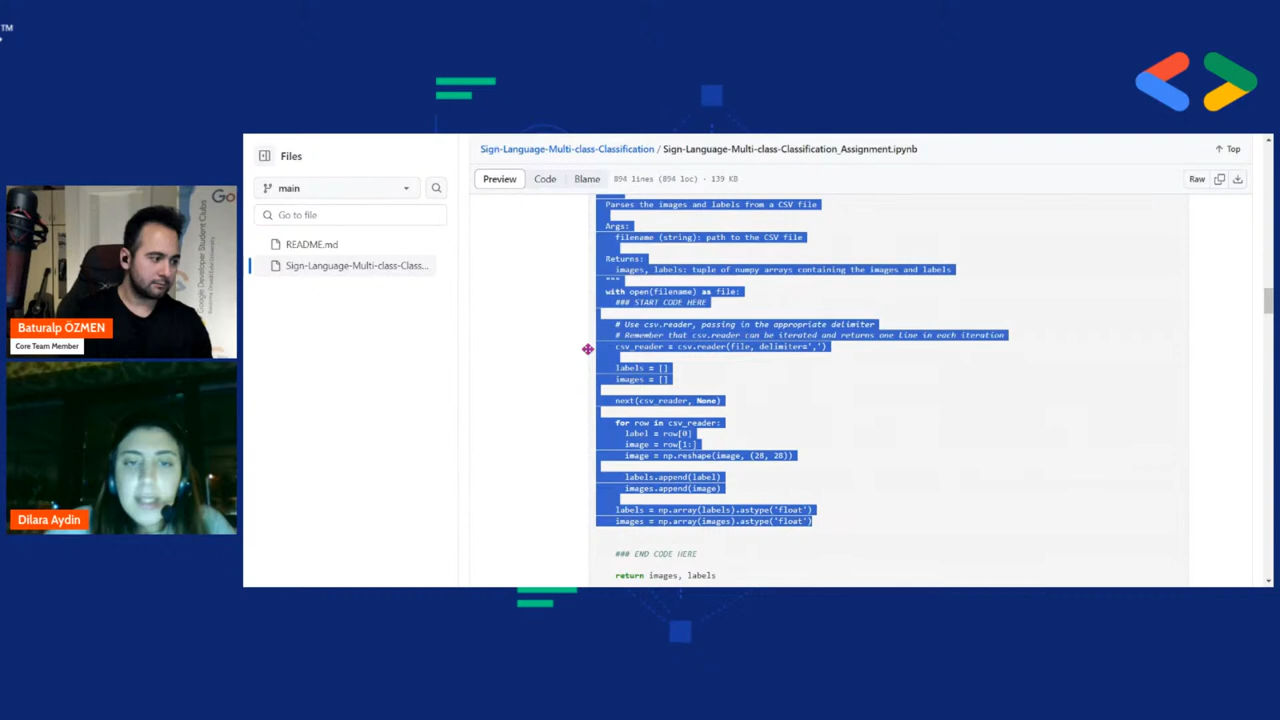 TM
Files
main
Go to file
README.md
Sign-Language-Multi-class-Class...
Sign-Language-Multi-class-Classification / Sign-Language-Multi-class-Classification_Assignment.ipynb
Top
Preview Code Blame 894 lines (894 loc) · 139 KB
Raw
Parses the images and labels from a CSV file
Args:
filename (string): path to the CSV file
Returns:
images, labels: tuple of numpy arrays containing the images and labels
"""
with open(filename) as file:
### START CODE HERE
# Use csv.reader, passing in the appropriate delimiter
# Remember that csv.reader can be iterated and returns one line in each iteration
csv_reader = csv.reader(file, delimiter=',')
labels = []
images = []
next(csv_reader, None)
for row in csv_reader:
label = row[0]
image = row[1:]
image = np.reshape(image, (28, 28))
labels.append(label)
images.append(image)
labels = np.array(labels).astype('float')
images = np.array(images).astype('float')
### END CODE HERE
return images, labels
Go
Google Developer Student Clubs
Baturalp ÖZMEN
Core Team Member
Dilara Aydin